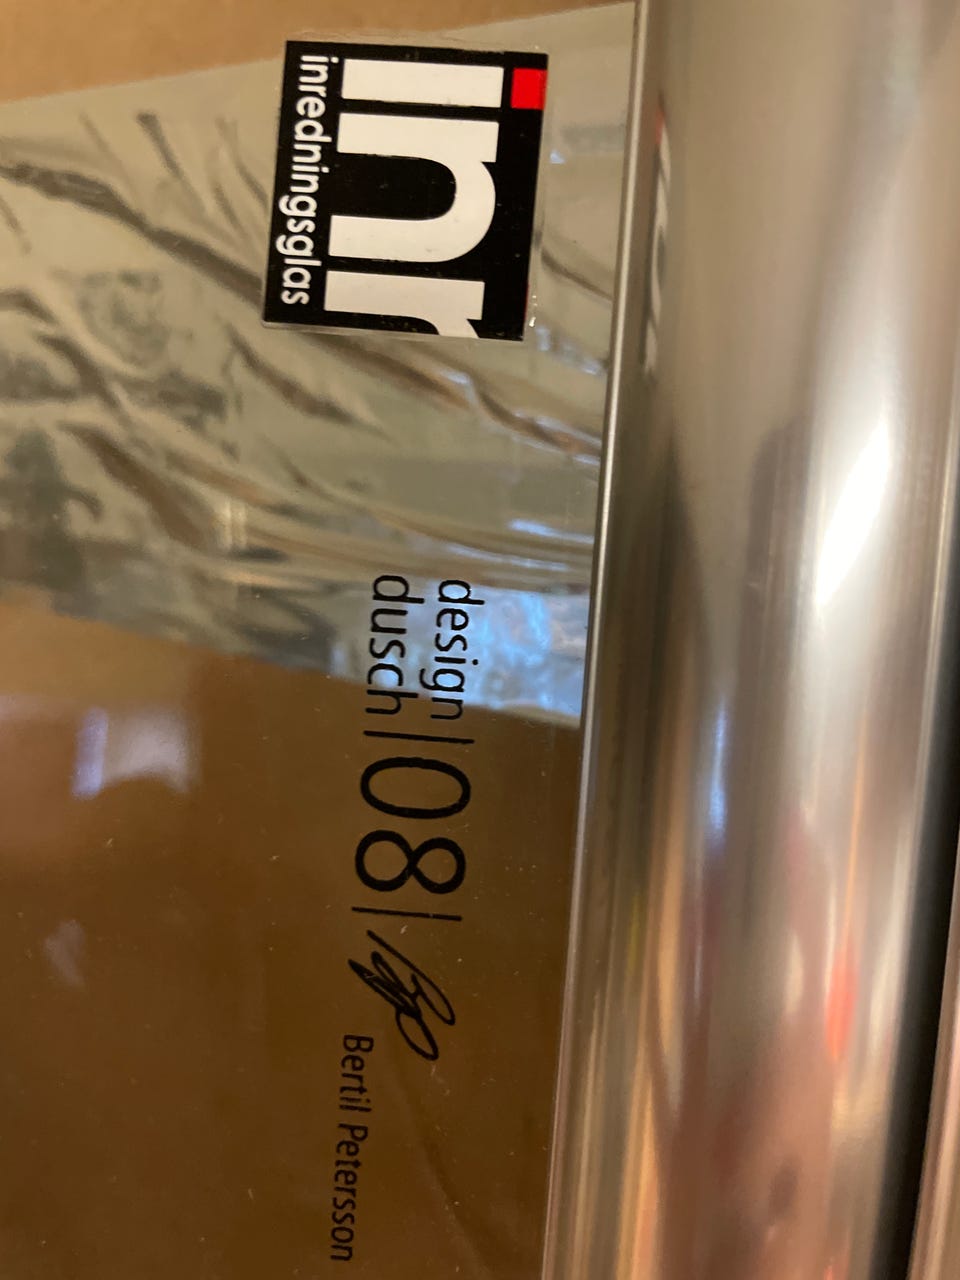 inr
inredningsglas
design
dusch
|08|
Bertil Petersson